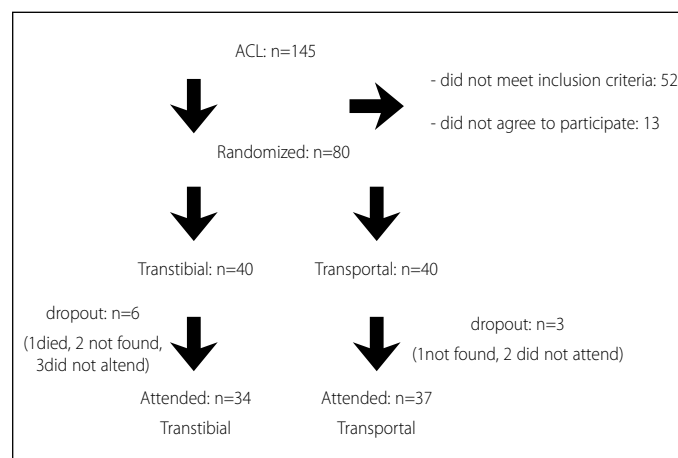 ACL: n=145
- did not meet inclusion criteria: 52
- did not agree to participate: 13
Randomized: n=80
Transtibial: n=40
Transportal: n=40
dropout: n=6
(1died, 2 not found,
3did not altend)
dropout: n=3
(1not found, 2 did not attend)
Attended: n=34
Transtibial
Attended: n=37
Transportal